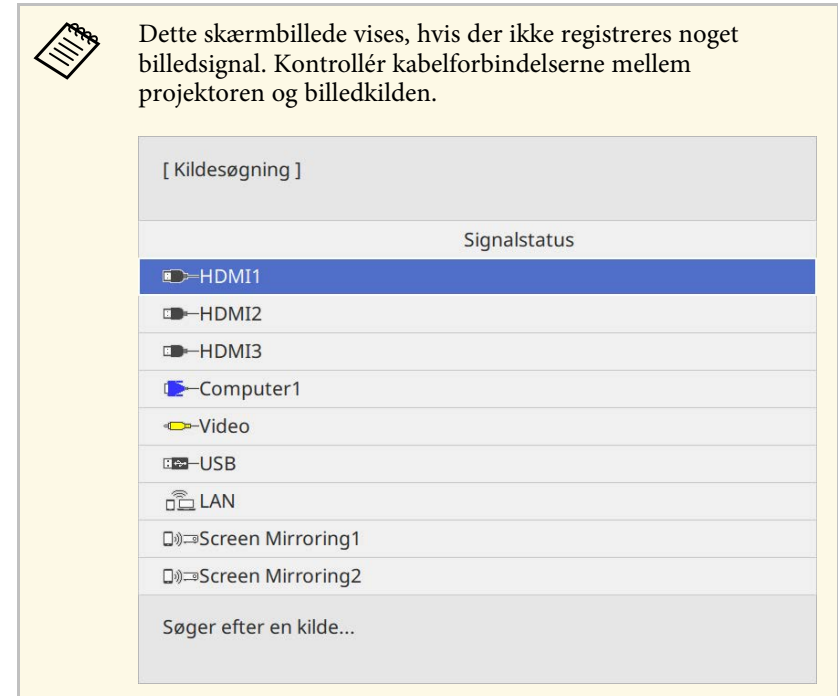 Dette skærmbillede vises, hvis der ikke registreres noget
billedsignal. Kontrollér kabelforbindelserne mellem
projektoren og billedkilden.
[ Kildesøgning ]
Signalstatus
HDMI1
HDMI2
HDMI3
Computer1
Video
USB
LAN
Screen Mirroring1
Screen Mirroring2
Søger efter en kilde...